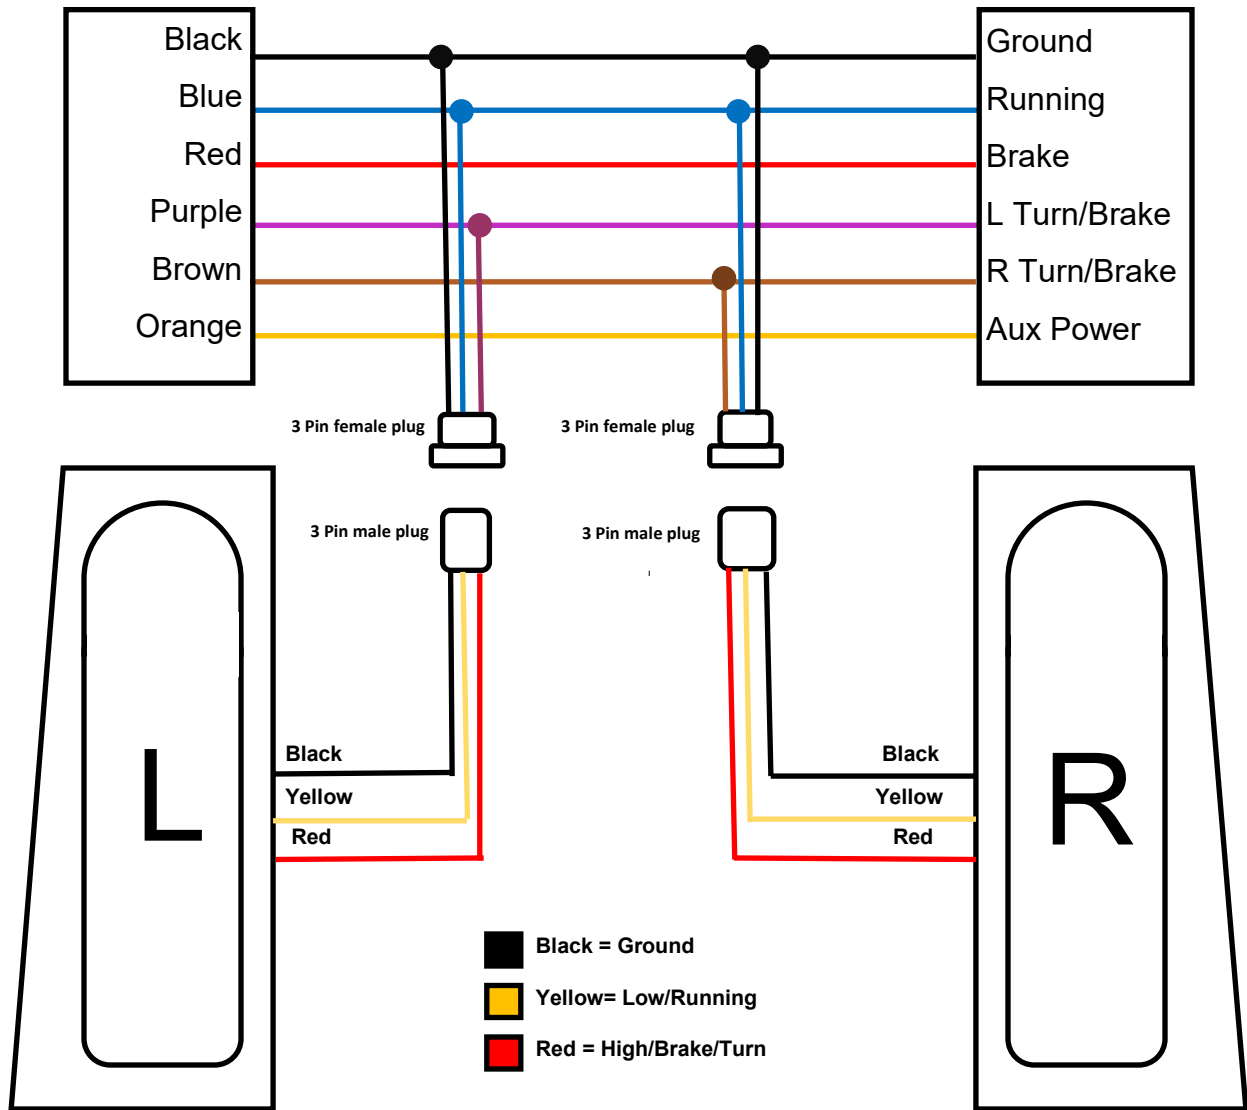 Black
Blue
Red
Purple
Brown
Orange
Ground
Running
Brake
L Turn/Brake
R Turn/Brake
Aux Power
3 Pin female plug
3 Pin female plug
3 Pin male plug
3 Pin male plug
L
Black
Yellow
Red
Black
Yellow
Red
R
Black = Ground
Yellow= Low/Running
Red = High/Brake/Turn